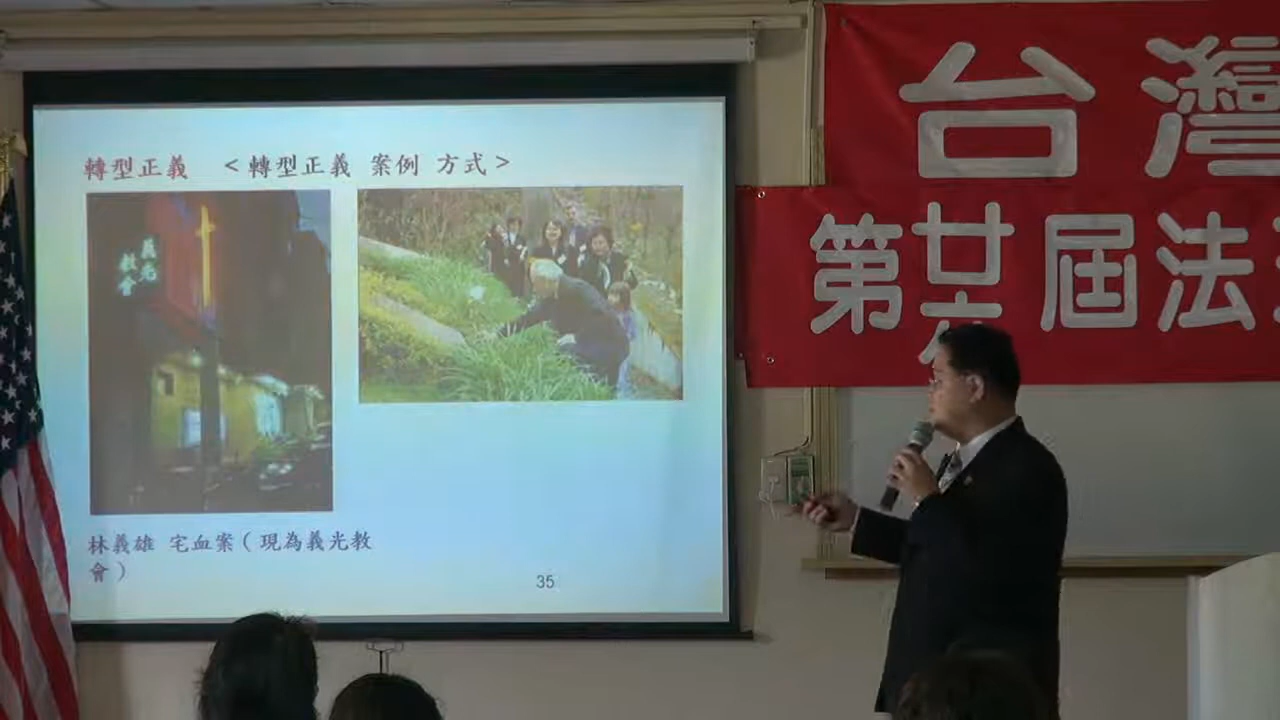 轉型正義 <轉型正義 案例 方式>
義光
教會
林義雄 宅血案(現為義光教
會)
35
台灣
第廿屆法